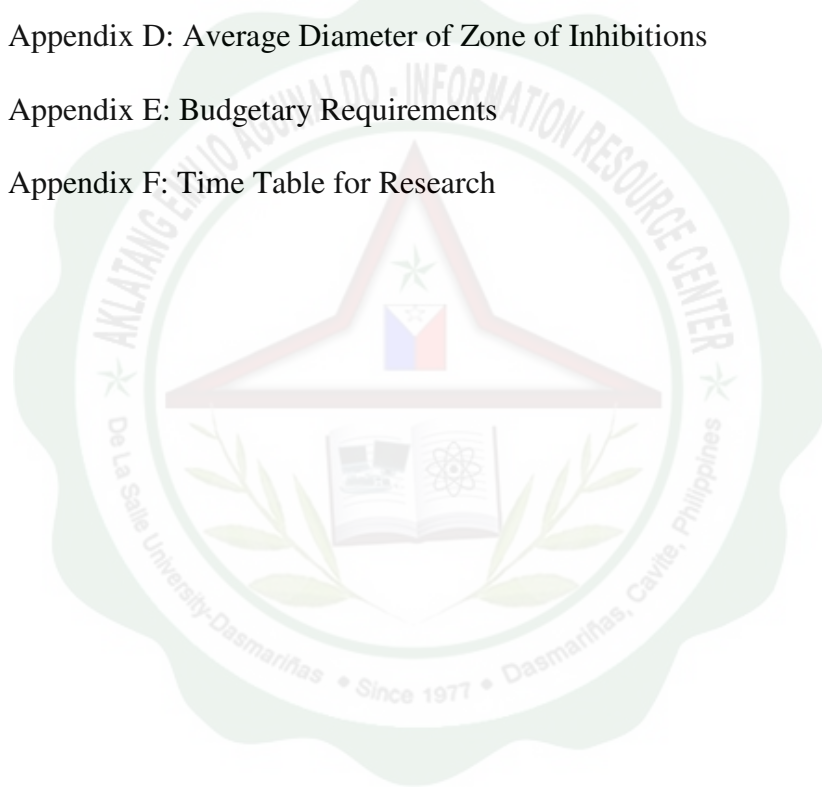 Appendix D: Average Diameter of Zone of Inhibitions
Appendix E: Budgetary Requirements
Appendix F: Time Table for Research
AKLATANG EMILIO AGUINALDO - INFORMATION RESOURCE CENTER
De La Salle University-Dasmariñas • Since 1977 • Dasmariñas, Cavite, Philippines